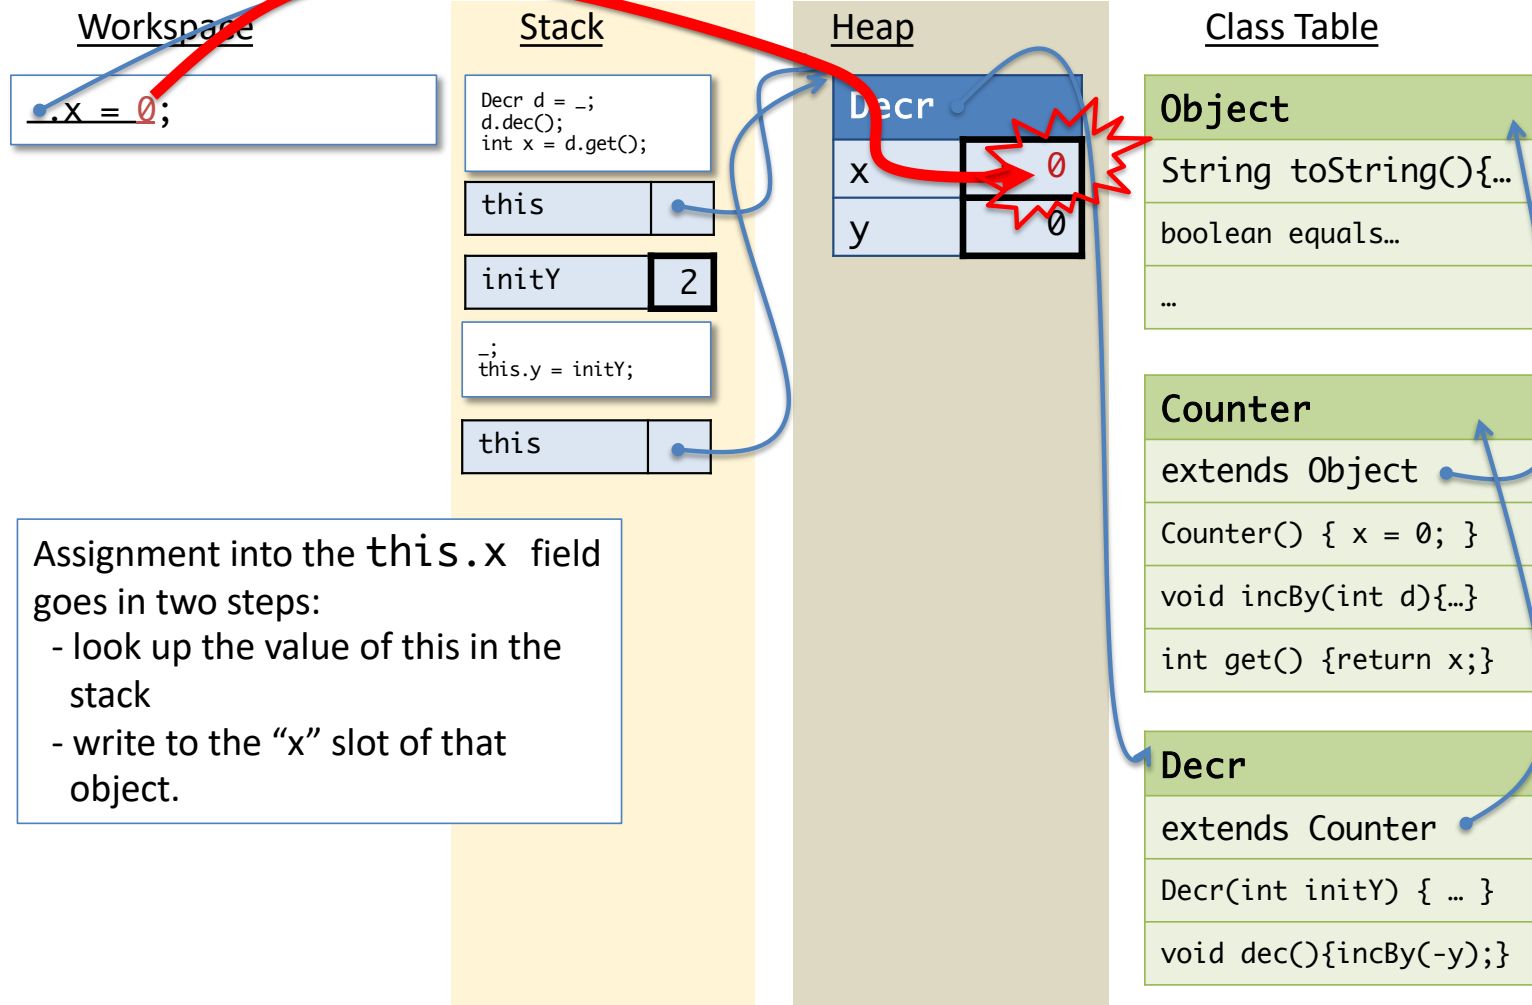 Workspace
.x = 0;
Stack
Decr d = _;
d.dec();
int x = d.get();
this
initY 2
_;
this.y = initY;
this
Heap
Decr
x 0
y 0
Class Table
Object
String toString(){…
boolean equals…
…
Counter
extends Object
Counter() { x = 0; }
void incBy(int d){…}
int get() {return x;}
Decr
extends Counter
Decr(int initY) { … }
void dec(){incBy(-y);}
Assignment into the this.x field
goes in two steps:
- look up the value of this in the
stack
- write to the “x” slot of that
object.